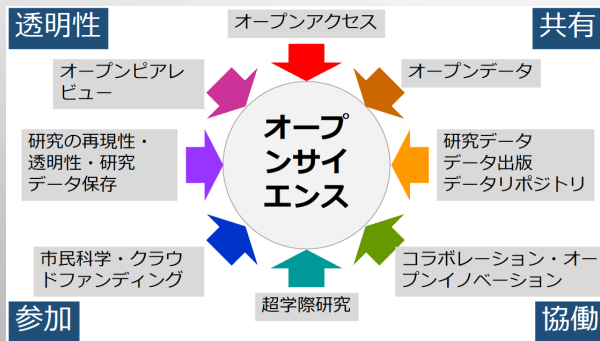 透明性
オープンアクセス
共有
オープンピアレ
ビュー
オープンデータ
オープ
ンサイ
エンス
研究の再現性・
透明性・研究
データ保存
研究データ
データ出版
データリポジトリ
市民科学・クラウ
ドファンディング
コラボレーション・オー
プンイノベーション
超学際研究
参加
協働